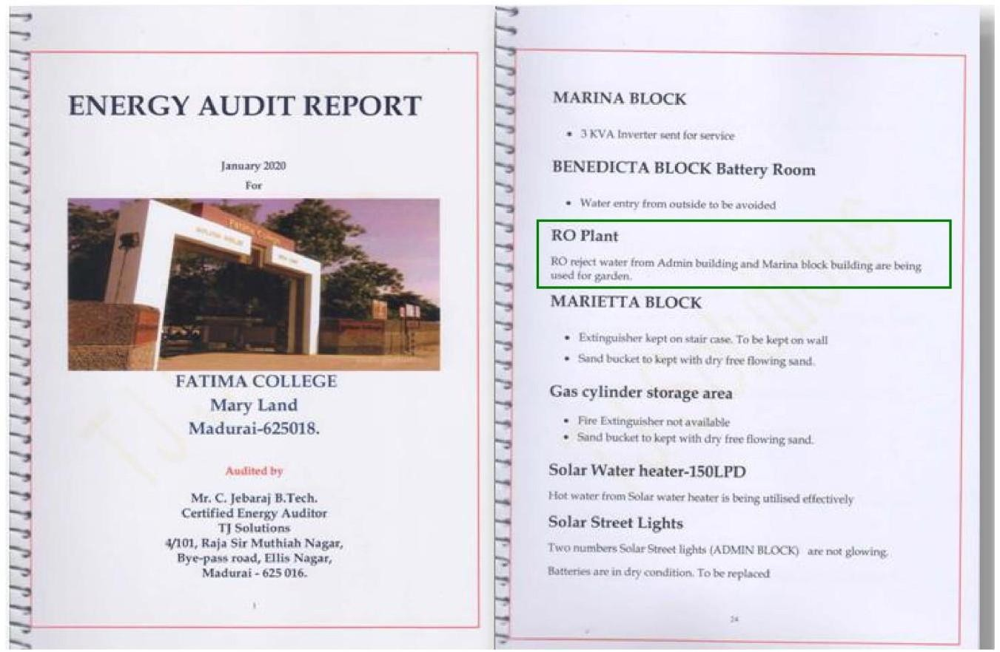 ENERGY AUDIT REPORT
January 2020
For
Fatima College
FATIMA COLLEGE
Mary Land
Madurai-625018.
Audited by
Mr. C. Jebaraj B.Tech.
Certified Energy Auditor
TJ Solutions
4/101, Raja Sir Muthiah Nagar,
Bye-pass road, Ellis Nagar,
Madurai - 625 016.
1
MARINA BLOCK
• 3 KVA Inverter sent for service
BENEDICTA BLOCK Battery Room
• Water entry from outside to be avoided
RO Plant
RO reject water from Admin building and Marina block building are being
used for garden.
MARIETTA BLOCK
• Extinguisher kept on stair case. To be kept on wall
• Sand bucket to kept with dry free flowing sand.
Gas cylinder storage area
• Fire Extinguisher not available
• Sand bucket to kept with dry free flowing sand.
Solar Water heater-150LPD
Hot water from Solar water heater is being utilised effectively
Solar Street Lights
Two numbers Solar Street lights (ADMIN BLOCK) are not glowing.
Batteries are in dry condition. To be replaced
24